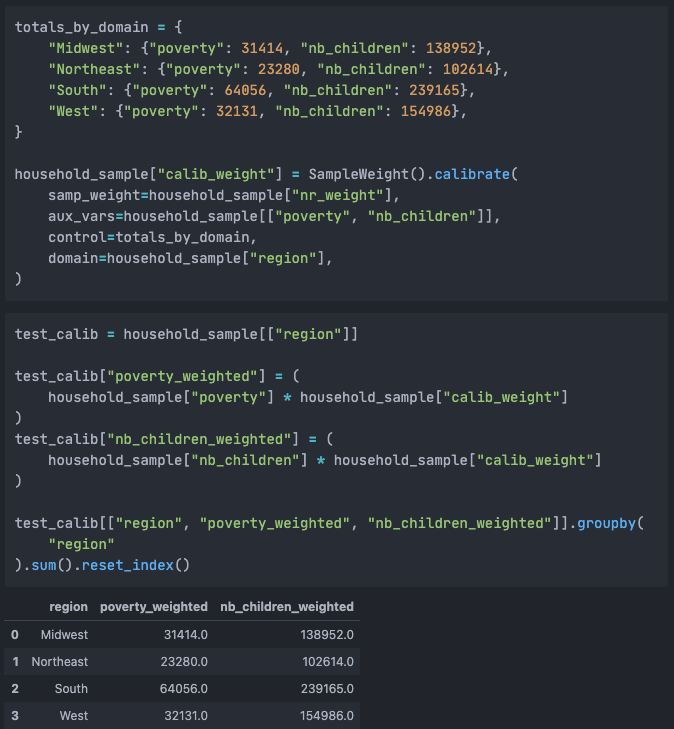 totals_by_domain = {
    "Midwest": {"poverty": 31414, "nb_children": 138952},
    "Northeast": {"poverty": 23280, "nb_children": 102614},
    "South": {"poverty": 64056, "nb_children": 239165},
    "West": {"poverty": 32131, "nb_children": 154986},
}
household_sample["calib_weight"] = SampleWeight().calibrate(
    samp_weight=household_sample["nr_weight"],
    aux_vars=household_sample[["poverty", "nb_children"]],
    control=totals_by_domain,
    domain=household_sample["region"],
)
test_calib = household_sample[["region"]]
test_calib["poverty_weighted"] = (
    household_sample["poverty"] * household_sample["calib_weight"]
)
test_calib["nb_children_weighted"] = (
    household_sample["nb_children"] * household_sample["calib_weight"]
)
test_calib[["region", "poverty_weighted", "nb_children_weighted"]].groupby(
    "region"
).sum().reset_index()
region poverty_weighted nb_children_weighted
0 Midwest 31414.0 138952.0
1 Northeast 23280.0 102614.0
2 South 64056.0 239165.0
3 West 32131.0 154986.0